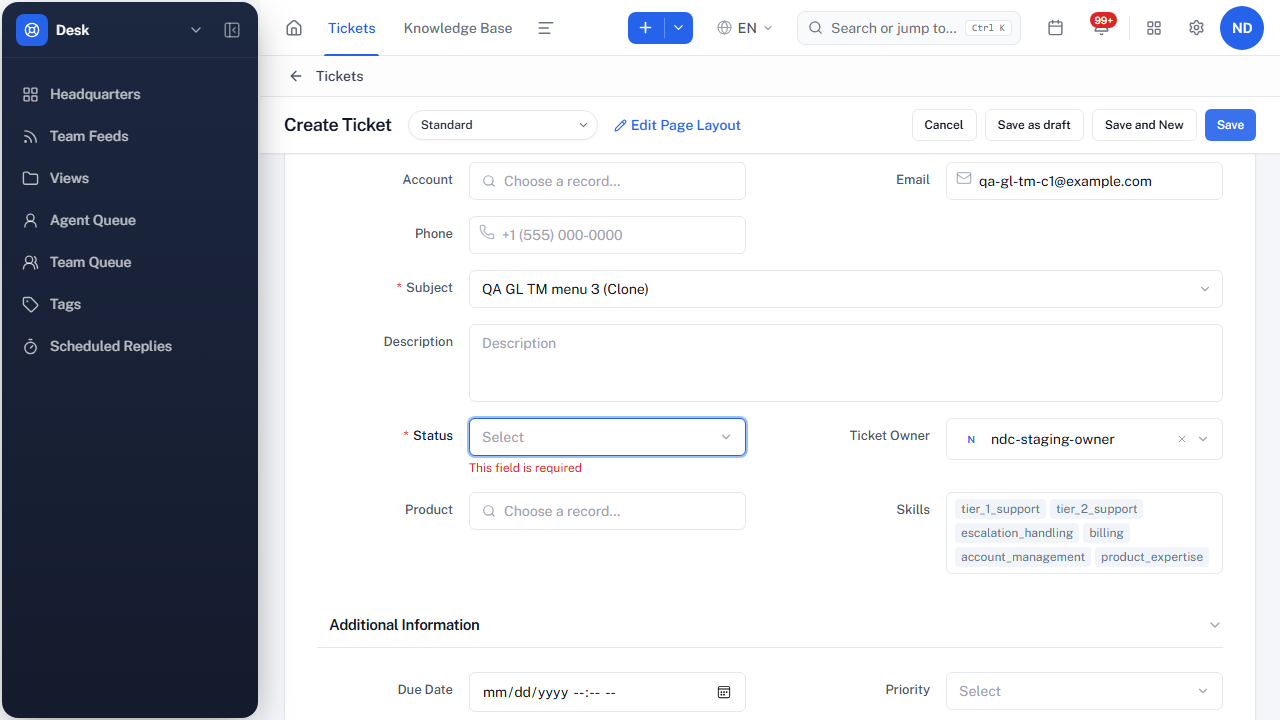 Desk
Headquarters
Team Feeds
Views
Agent Queue
Team Queue
Tags
Scheduled Replies
Tickets
Knowledge Base
EN
Search or jump to...
Ctrl K
99+
ND
Tickets
Create Ticket
Standard
Edit Page Layout
Cancel
Save as draft
Save and New
Save
Account
Choose a record...
Email
qa-gl-tm-c1@example.com
Phone
+1 (555) 000-0000
* Subject
QA GL TM menu 3 (Clone)
Description
Description
* Status
Select
This field is required
Ticket Owner
N
ndc-staging-owner
Product
Choose a record...
Skills
tier_1_support tier_2_support
escalation_handling billing
account_management product_expertise
Additional Information
Due Date
mm/dd/yyyy --:-- --
Priority
Select